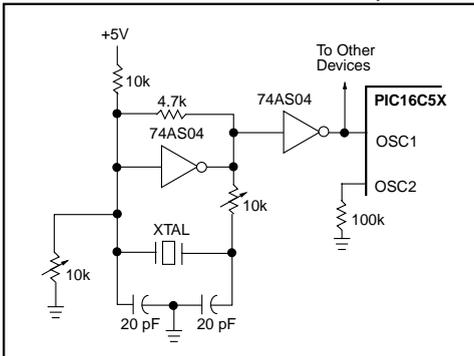 +5V
To Other
Devices
10k
4.7k
74AS04
PIC16C5X
74AS04
OSC1
OSC2
10k
100k
XTAL
10k
20 pF
20 pF